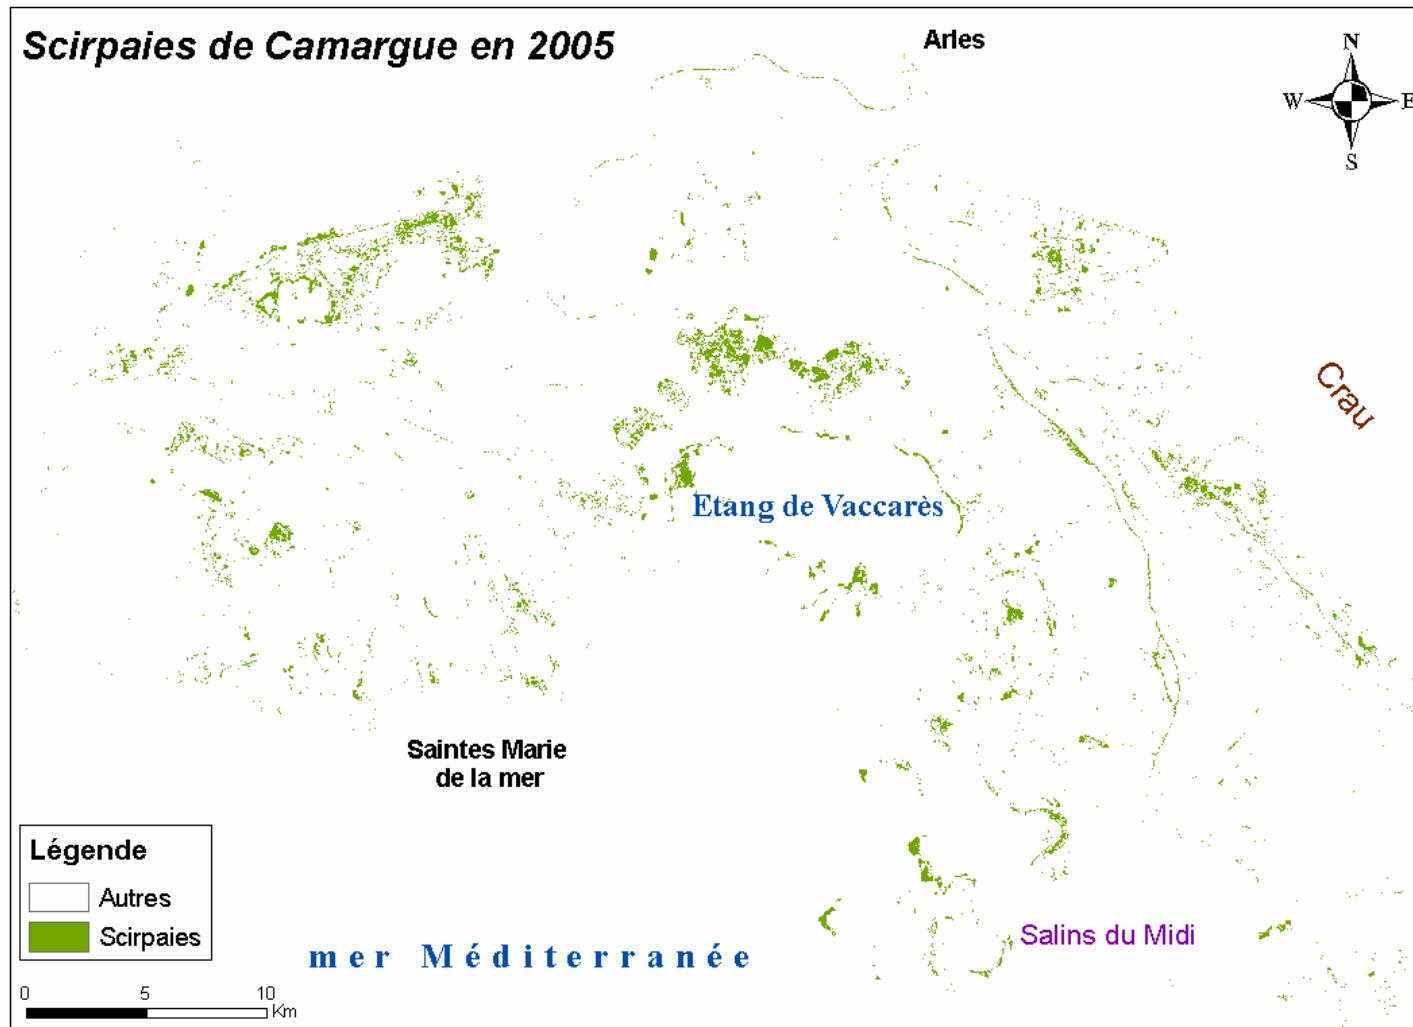 Scirpaies de Camargue en 2005
Arles
N
W E
S
Crau
Etang de Vaccarès
Saintes Marie
de la mer
Légende
Autres
Scirpaies
Salins du Midi
mer Méditerranée
0 5 10
Km